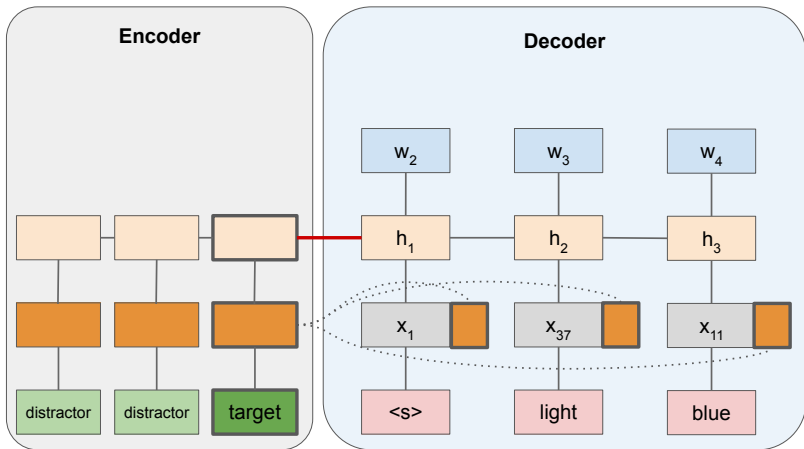 Encoder
Decoder
w₂ w₃ w₄
h₁ h₂ h₃
x₁ x₃₇ x₁₁
distractor distractor target <s> light blue